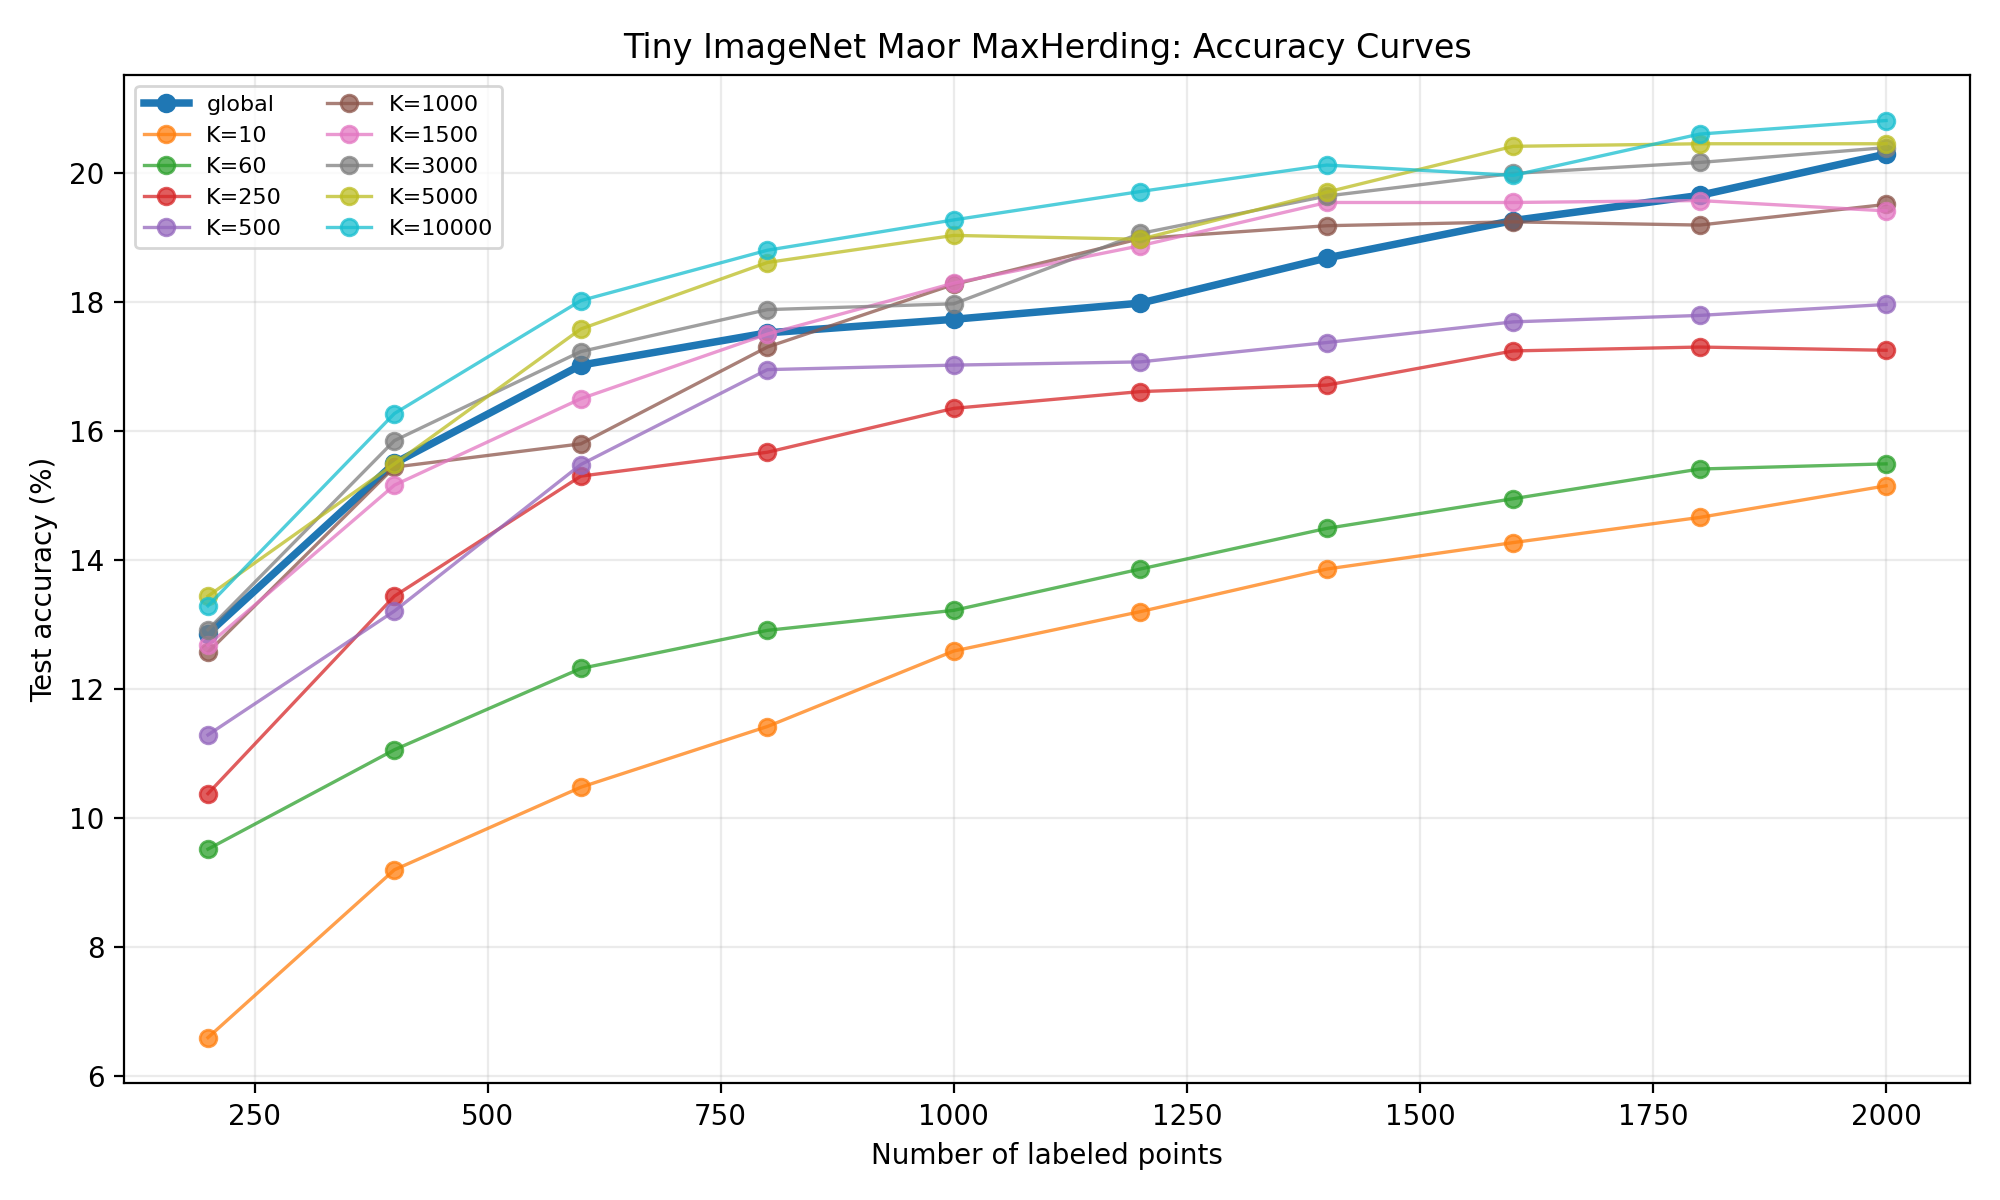 Tiny ImageNet Maor MaxHerding: Accuracy Curves
global
K=10
K=60
K=250
K=500
K=1000
K=1500
K=3000
K=5000
K=10000
Test accuracy (%)
20
18
16
14
12
10
8
6
250 500 750 1000 1250 1500 1750 2000
Number of labeled points